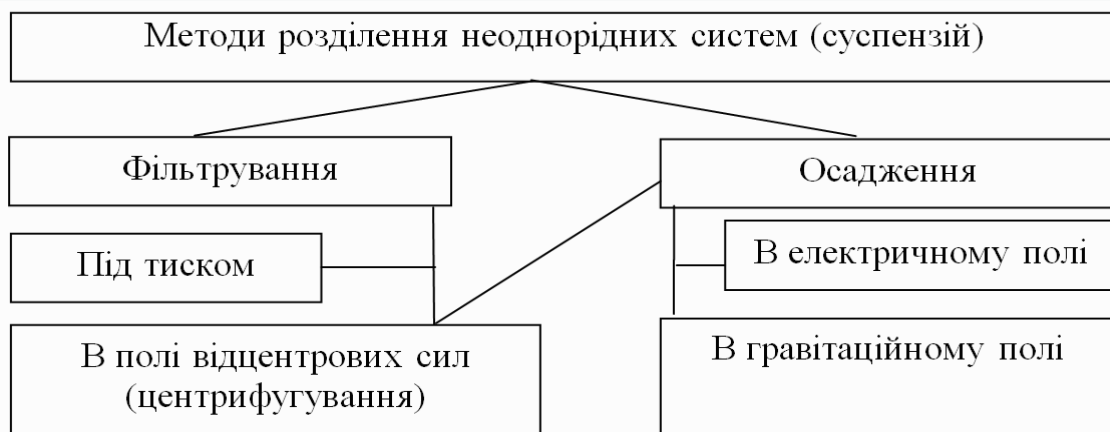 Методи розділення неоднорідних систем (суспензій)
Фільтрування
Осадження
Під тиском
В електричному полі
В полі відцентрових сил
(центрифугування)
В гравітаційному полі